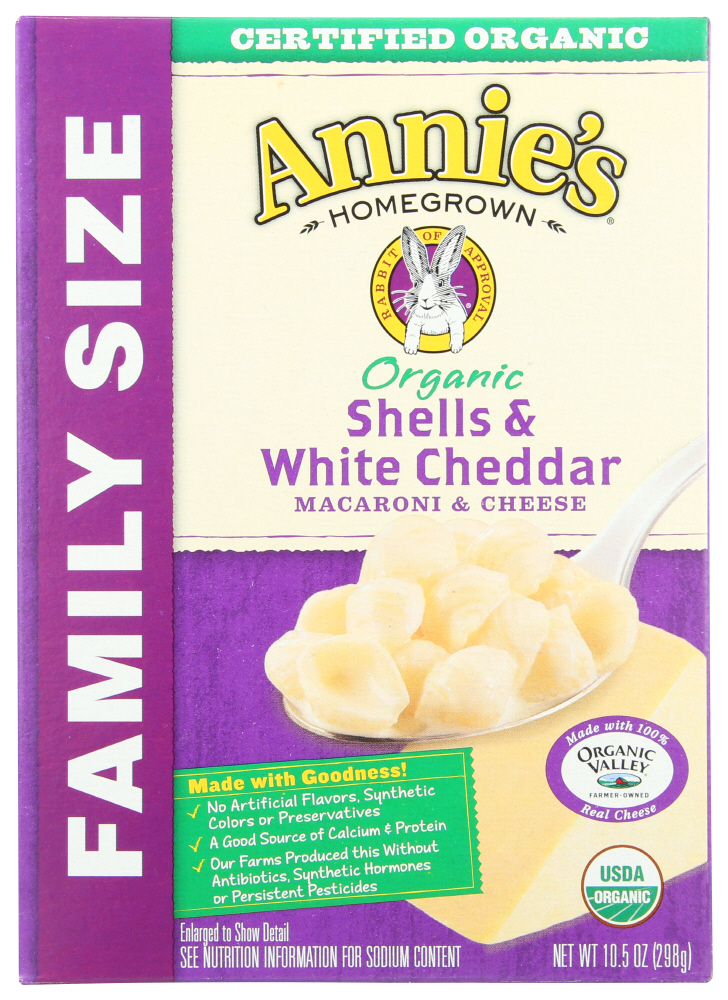 CERTIFIED ORGANIC
FAMILY SIZE
Annie's
HOMEGROWN
®
RABBIT OF APPROVAL
Organic
Shells &
White Cheddar
MACARONI & CHEESE
Made with Goodness!
✓ No Artificial Flavors, Synthetic
Colors or Preservatives
✓ A Good Source of Calcium & Protein
✓ Our Farms Produced this Without
Antibiotics, Synthetic Hormones
or Persistent Pesticides
Made with 100%
ORGANIC
VALLEY
FARMER-OWNED
Real Cheese
USDA
ORGANIC
Enlarged to Show Detail
SEE NUTRITION INFORMATION FOR SODIUM CONTENT
NET WT 10.5 OZ (298g)